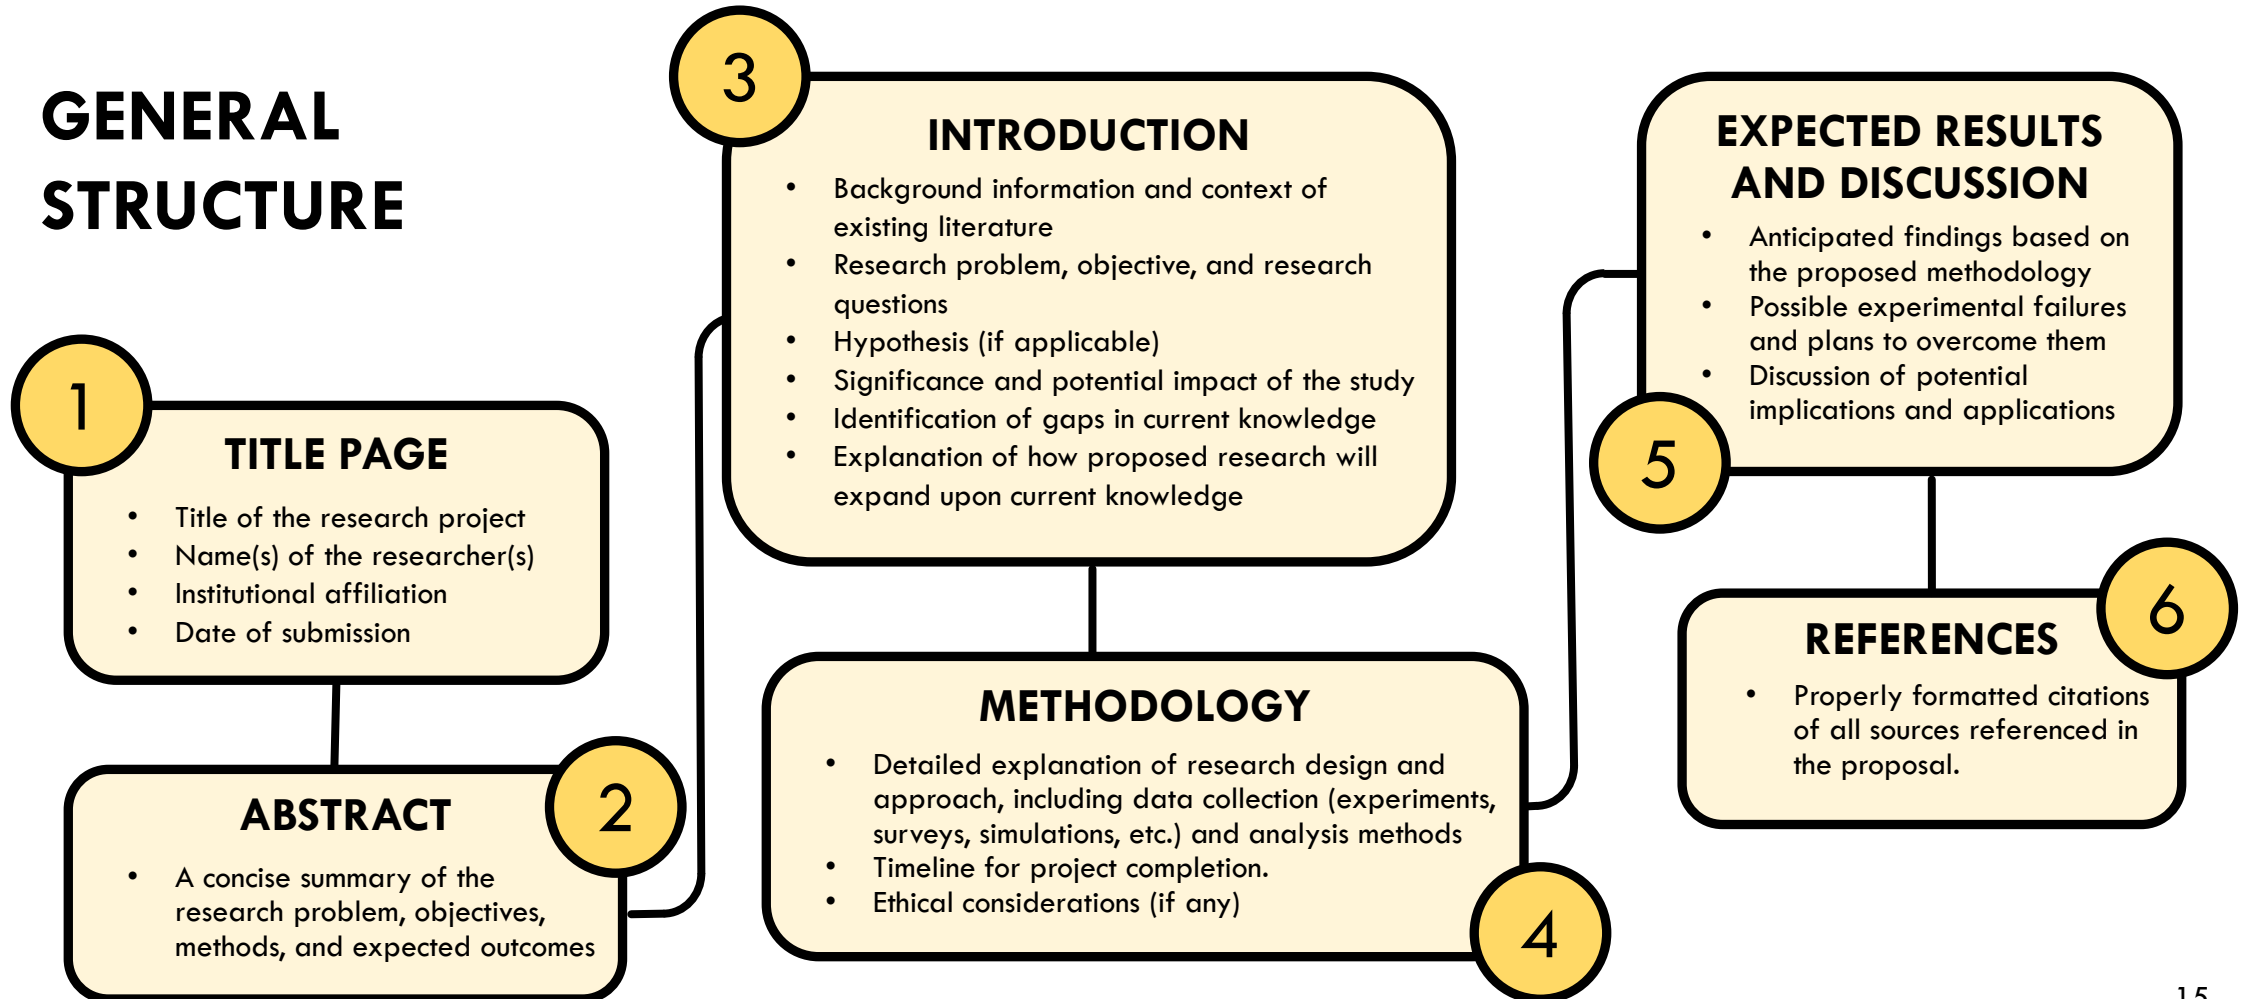 GENERAL
STRUCTURE
1
TITLE PAGE
• Title of the research project
• Name(s) of the researcher(s)
• Institutional affiliation
• Date of submission
2
ABSTRACT
• A concise summary of the
research problem, objectives,
methods, and expected outcomes
3
INTRODUCTION
• Background information and context of
existing literature
• Research problem, objective, and research
questions
• Hypothesis (if applicable)
• Significance and potential impact of the study
• Identification of gaps in current knowledge
• Explanation of how proposed research will
expand upon current knowledge
4
METHODOLOGY
• Detailed explanation of research design and
approach, including data collection (experiments,
surveys, simulations, etc.) and analysis methods
• Timeline for project completion.
• Ethical considerations (if any)
5
EXPECTED RESULTS
AND DISCUSSION
• Anticipated findings based on
the proposed methodology
• Possible experimental failures
and plans to overcome them
• Discussion of potential
implications and applications
6
REFERENCES
• Properly formatted citations
of all sources referenced in
the proposal.
15